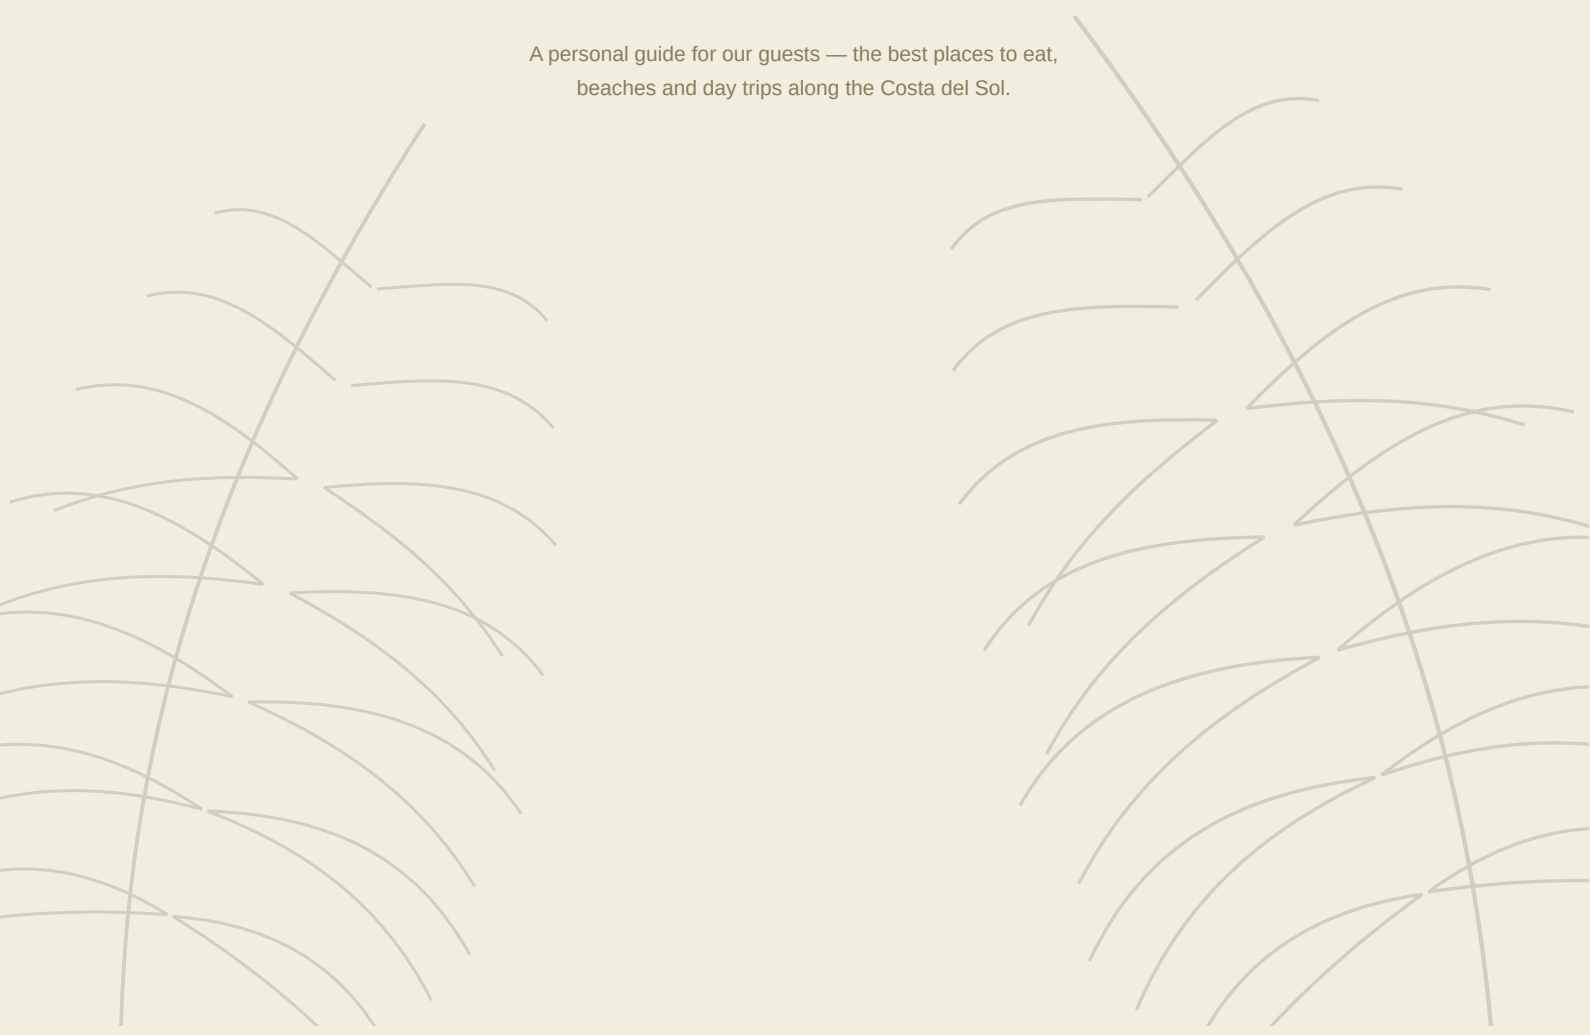 A personal guide for our guests — the best places to eat,
beaches and day trips along the Costa del Sol.